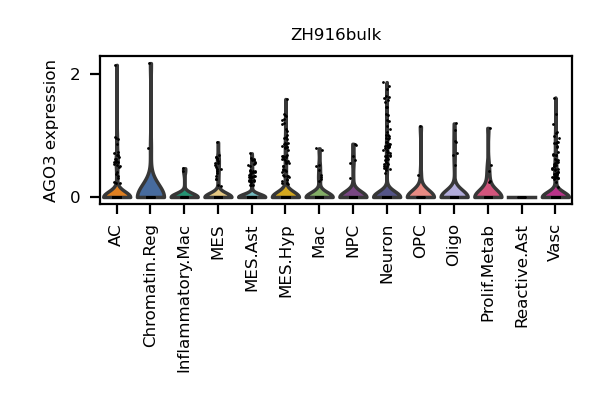 ZH916bulk
AGO3 expression
2
0
AC
Chromatin.Reg
Inflammatory.Mac
MES
MES.Ast
MES.Hyp
Mac
NPC
Neuron
OPC
Oligo
Prolif.Metab
Reactive.Ast
Vasc